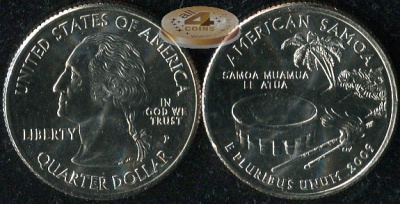 UNITED STATES OF AMERICA
LIBERTY
IN
GOD WE
TRUST
P
QUARTER DOLLAR
4
COINS
AMERICAN SAMOA
SAMOA MUAMUA
LE ATUA
E PLURIBUS UNUM 2009